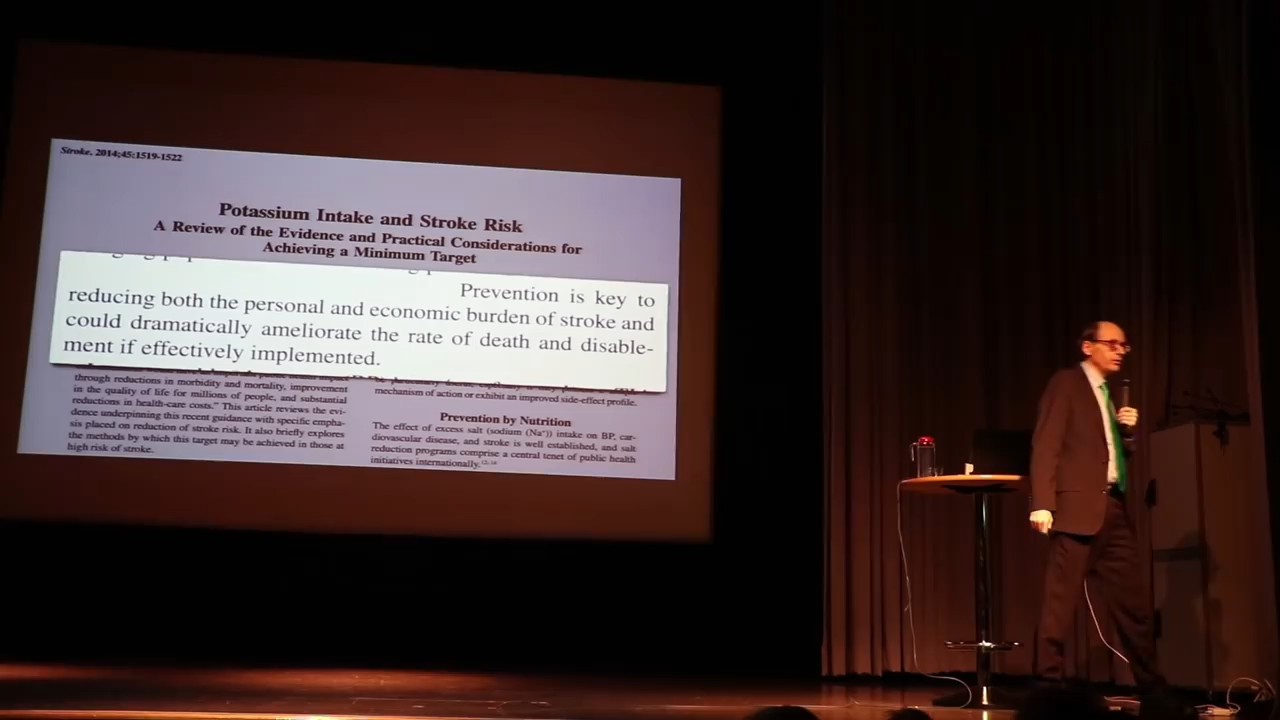 Stroke. 2014;45:1519-1522
Potassium Intake and Stroke Risk
A Review of the Evidence and Practical Considerations for
Achieving a Minimum Target
Prevention is key to
reducing both the personal and economic burden of stroke and
could dramatically ameliorate the rate of death and disable-
ment if effectively implemented.
through reductions in morbidity and mortality, improvement
in the quality of life for millions of people, and substantial
reductions in health-care costs.” This article reviews the evi-
dence underpinning this recent guidance with specific empha-
sis placed on reduction of stroke risk. It also briefly explores
the methods by which this target may be achieved in those at
high risk of stroke.
mechanism of action or exhibit an improved side-effect profile.
Prevention by Nutrition
The effect of excess salt (sodium (Na⁺)) intake on BP, car-
diovascular disease, and stroke is well established, and salt
reduction programs comprise a central tenet of public health
initiatives internationally.